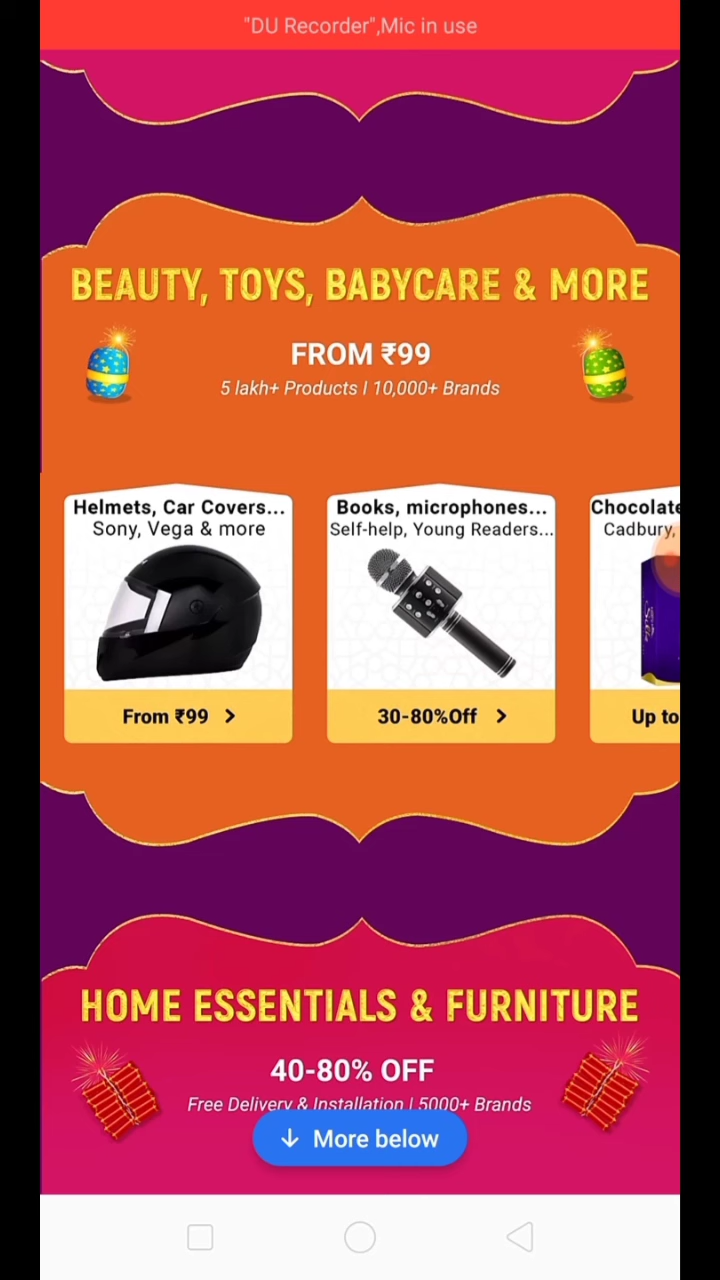 "DU Recorder",Mic in use
BEAUTY, TOYS, BABYCARE & MORE
FROM ₹99
5 lakh+ Products I 10,000+ Brands
Helmets, Car Covers...
Sony, Vega & more
From ₹99
Books, microphones...
Self-help, Young Readers...
30-80%Off
Chocolate
Cadbury,
Up to
HOME ESSENTIALS & FURNITURE
40-80% OFF
Free Delivery & Installation I 5000+ Brands
More below